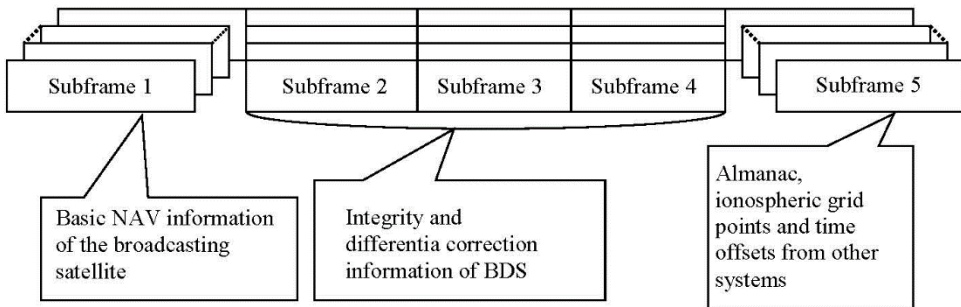 Subframe 1
Subframe 2
Subframe 3
Subframe 4
Subframe 5
Basic NAV information
of the broadcasting
satellite
Integrity and
differentia correction
information of BDS
Almanac,
ionospheric grid
points and time
offsets from other
systems